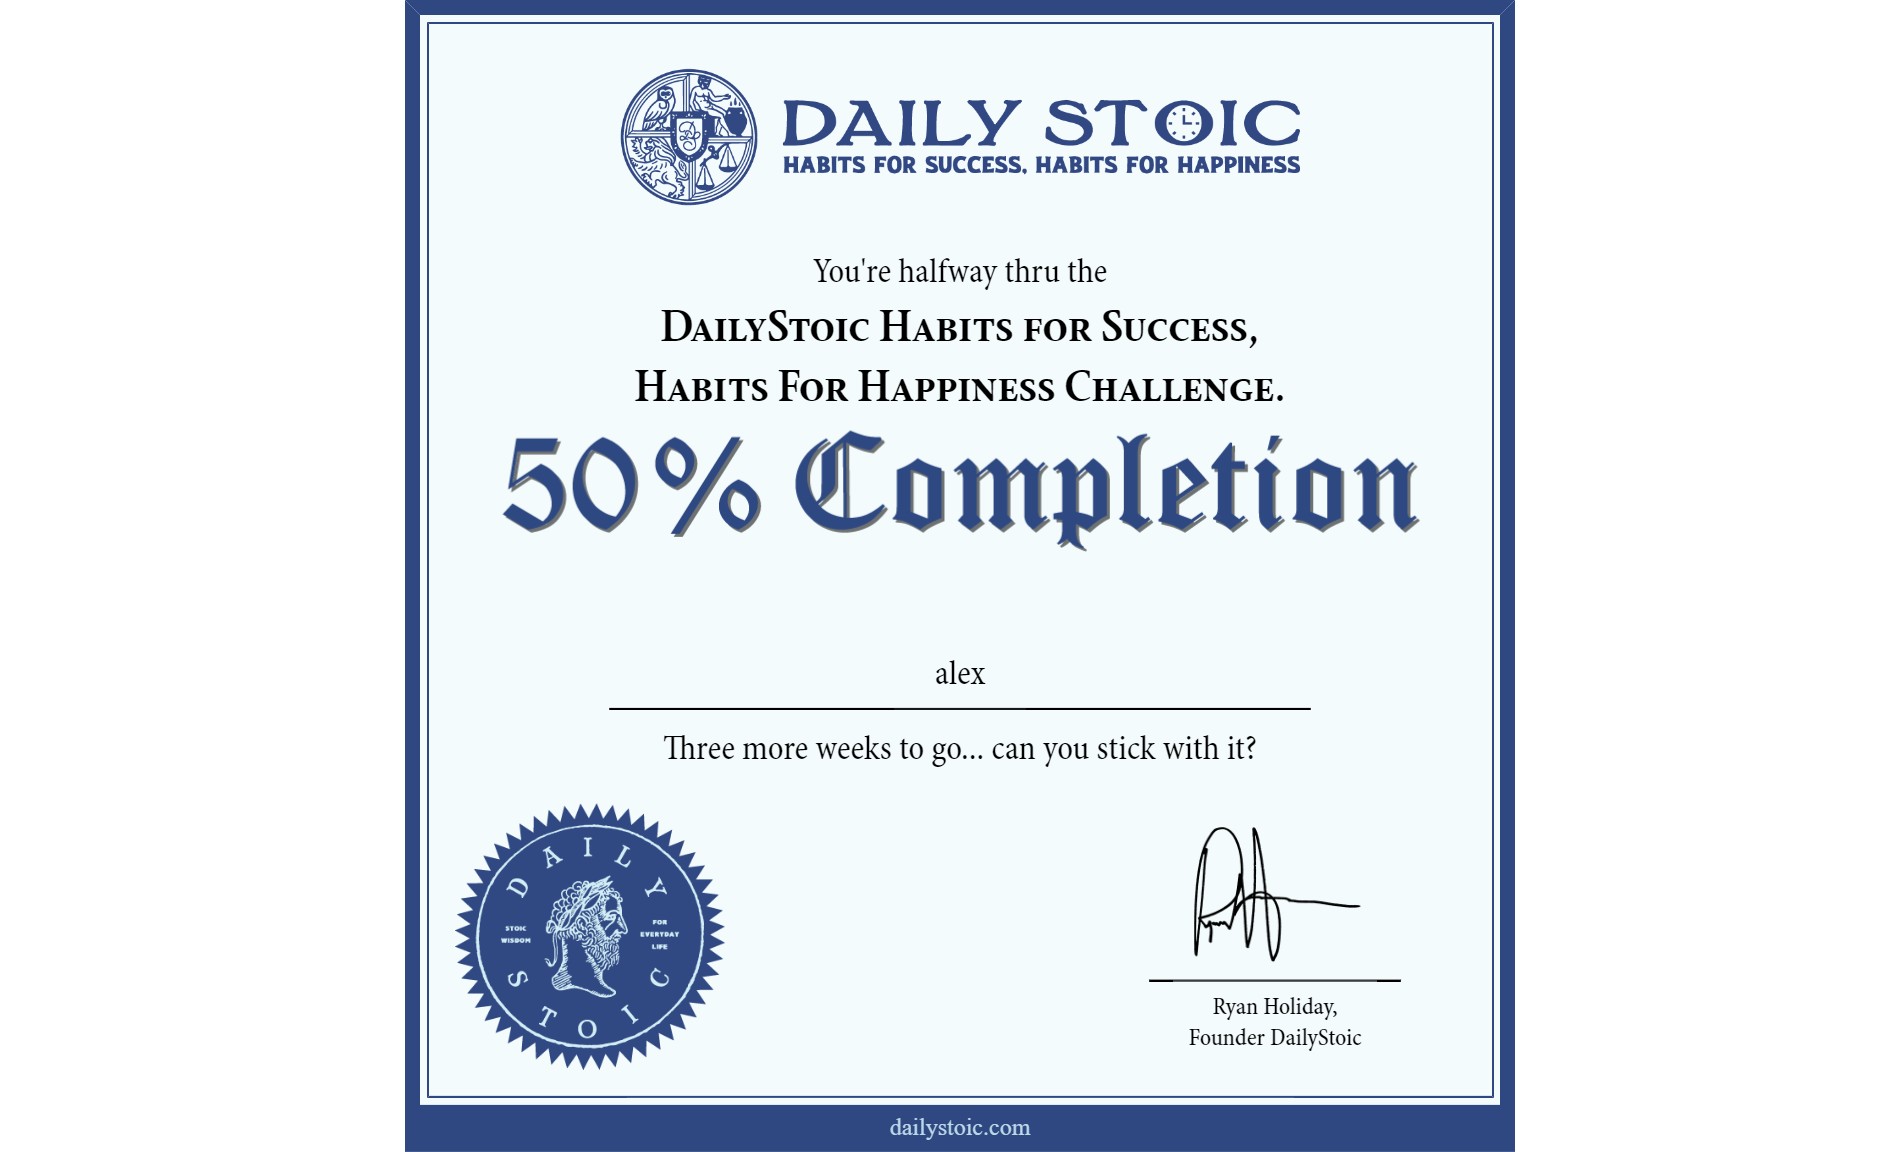 DAILY STOIC
HABITS FOR SUCCESS, HABITS FOR HAPPINESS
You're halfway thru the
DailyStoic Habits for Success,
Habits For Happiness Challenge.
50% Completion
alex
Three more weeks to go... can you stick with it?
DAILY
STOIC
WISDOM
FOR
EVERYDAY
LIFE
STOIC
Ryan Holiday,
Founder DailyStoic
dailystoic.com